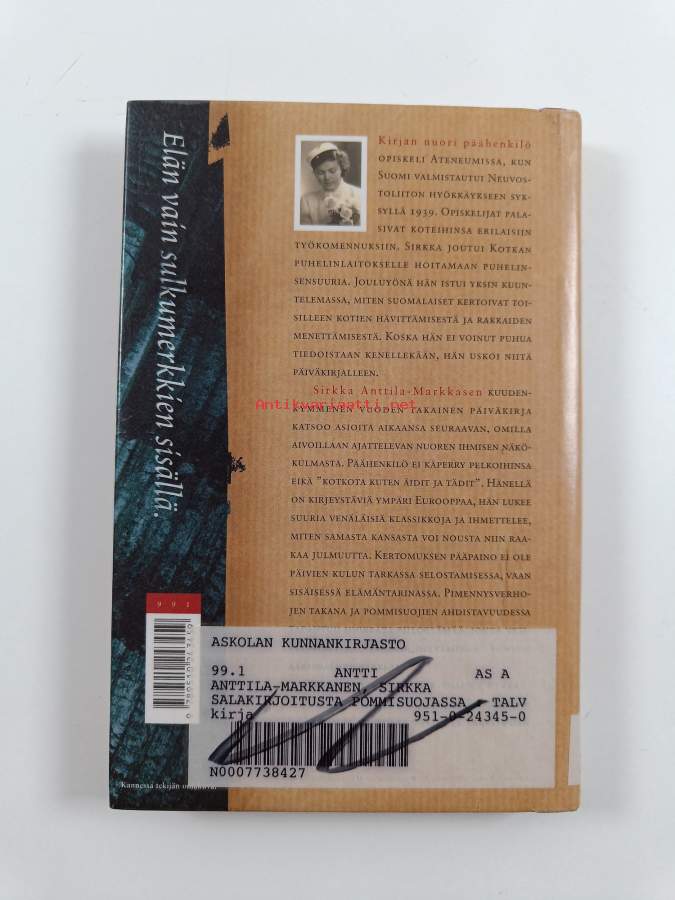 Elän vain sulkumerkkien sisällä.
Kirjan nuori päähenkilö
opiskeli Ateneumissa, kun
Suomi valmistautui Neuvos-
toliiton hyökkäykseen syk-
syllä 1939. Opiskelijat pala-
sivat koteihinsa erilaisiin
työkomennuksiin. Sirkka joutui Kotkan
puhelinlaitokselle hoitamaan puhelin-
sensuuria. Jouluyönä hän istui yksin kuun-
telemassa, miten suomalaiset kertoivat toi-
silleen kotien hävittämisestä ja rakkaiden
menettämisestä. Koska hän ei voinut puhua
tiedoistaan kenellekään, hän uskoi niitä
päiväkirjalleen.
Sirkka Anttila-Markkasen kuuden-
kymmenen vuoden takainen päiväkirja
Antikvariaatti.net
katsoo asioita aikaansa seuraavan, omilla
aivoillaan ajattelevan nuoren ihmisen näkö-
kulmasta. Päähenkilö ei käperry pelkoihinsa
eikä "kotkota kuten äidit ja tädit". Hänellä
on kirjeystäviä ympäri Eurooppaa, hän lukee
suuria venäläisiä klassikkoja ja ihmettelee,
miten samasta kansasta voi nousta niin raa-
kaa julmuutta. Kertomuksen pääpaino ei ole
päivien kulun tarkassa selostamisessa, vaan
sisäisessä elämäntarinassa. Pimennysverho-
jen takana ja pommisuojien ahdistavuudessa
991
ASKOLAN KUNNANKIRJASTO
99.1 ANTTI AS A
ANTTILA-MARKKANEN, SIRKKA
SALAKIRJOITUSTA POMMISUOJASSA : TALV
kirja 951-0-24345-0
N0007738427
Kannessa tekijän